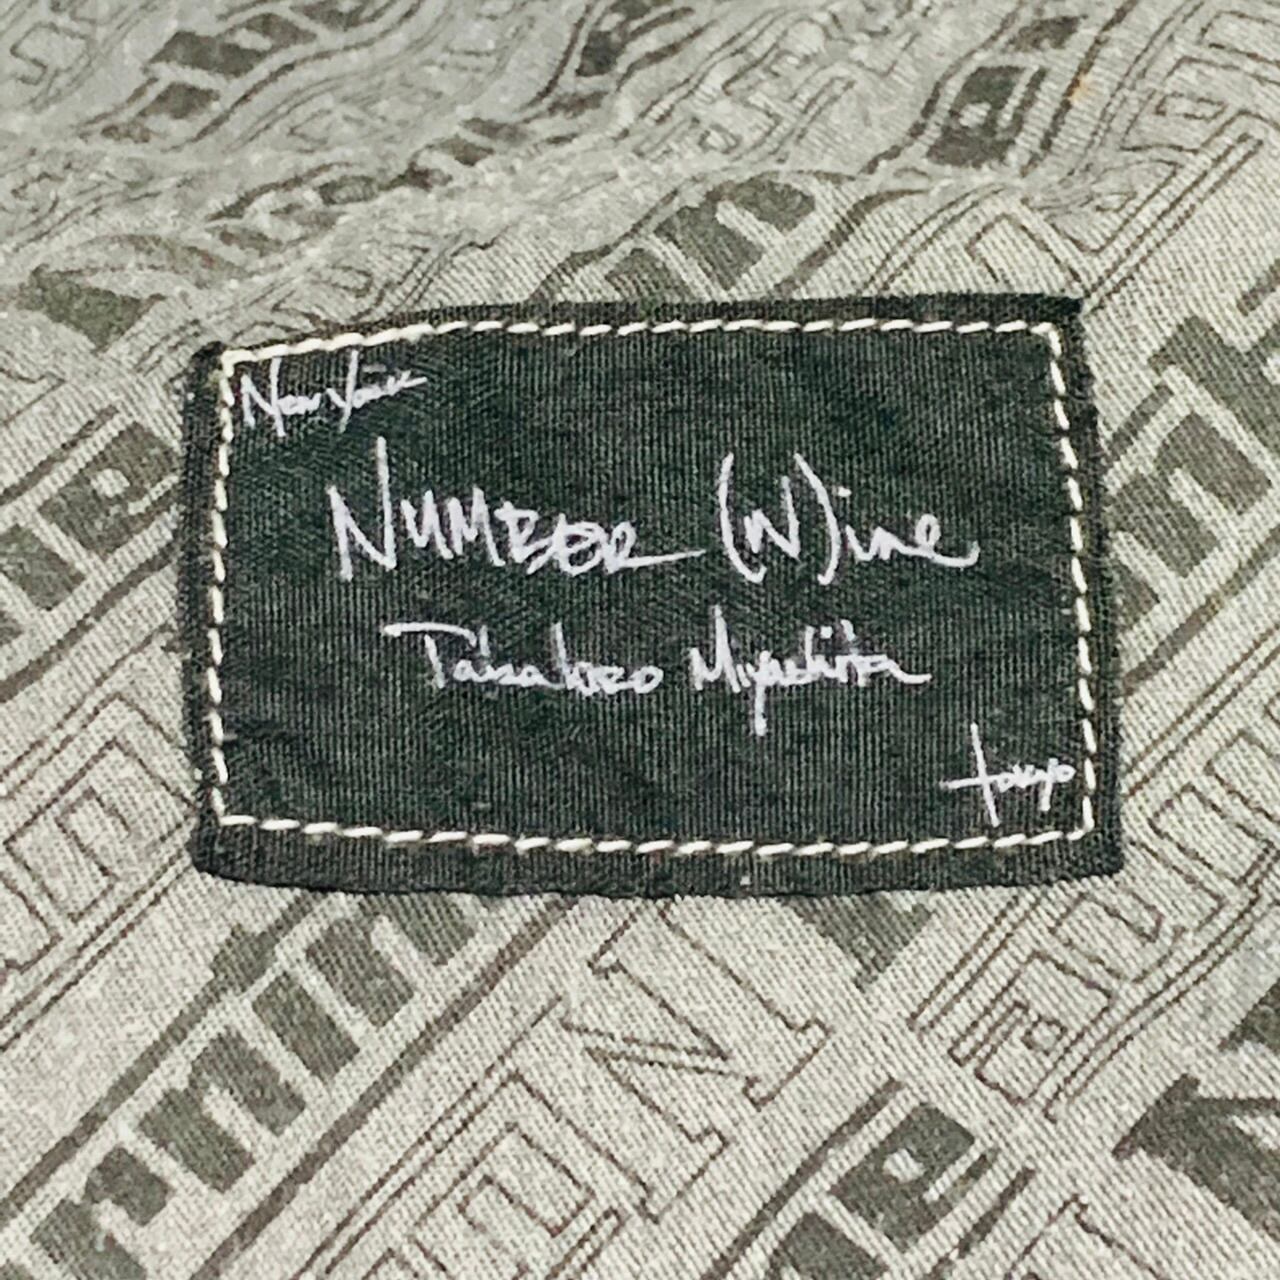 New York
NUMBER (N)ine
Takahiro Miyashita
tokyo
N